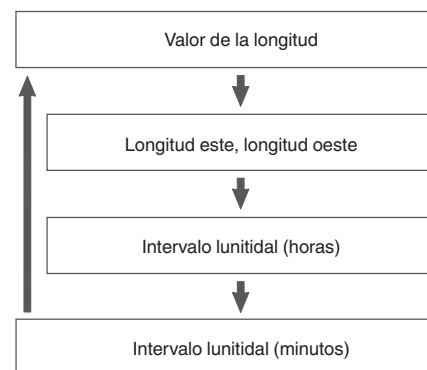 Valor de la longitud
Longitud este, longitud oeste
Intervalo lunitidal (horas)
Intervalo lunitidal (minutos)